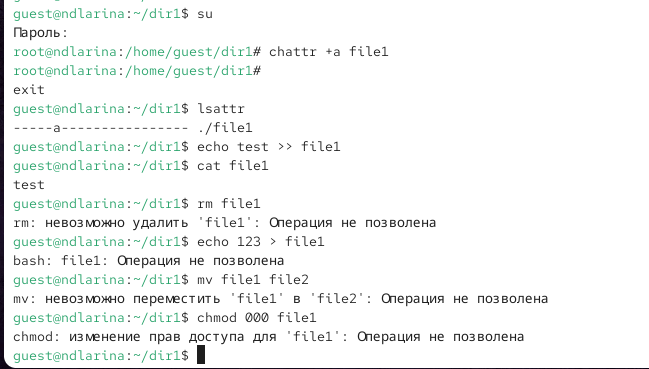 guest@ndlarina:~/dir1$ su
Пароль:
root@ndlarina:/home/guest/dir1# chattr +a file1
root@ndlarina:/home/guest/dir1#
exit
guest@ndlarina:~/dir1$ lsattr
-----a---------------- ./file1
guest@ndlarina:~/dir1$ echo test >> file1
guest@ndlarina:~/dir1$ cat file1
test
guest@ndlarina:~/dir1$ rm file1
rm: невозможно удалить 'file1': Операция не позволена
guest@ndlarina:~/dir1$ echo 123 > file1
bash: file1: Операция не позволена
guest@ndlarina:~/dir1$ mv file1 file2
mv: невозможно переместить 'file1' в 'file2': Операция не позволена
guest@ndlarina:~/dir1$ chmod 000 file1
chmod: изменение прав доступа для 'file1': Операция не позволена
guest@ndlarina:~/dir1$